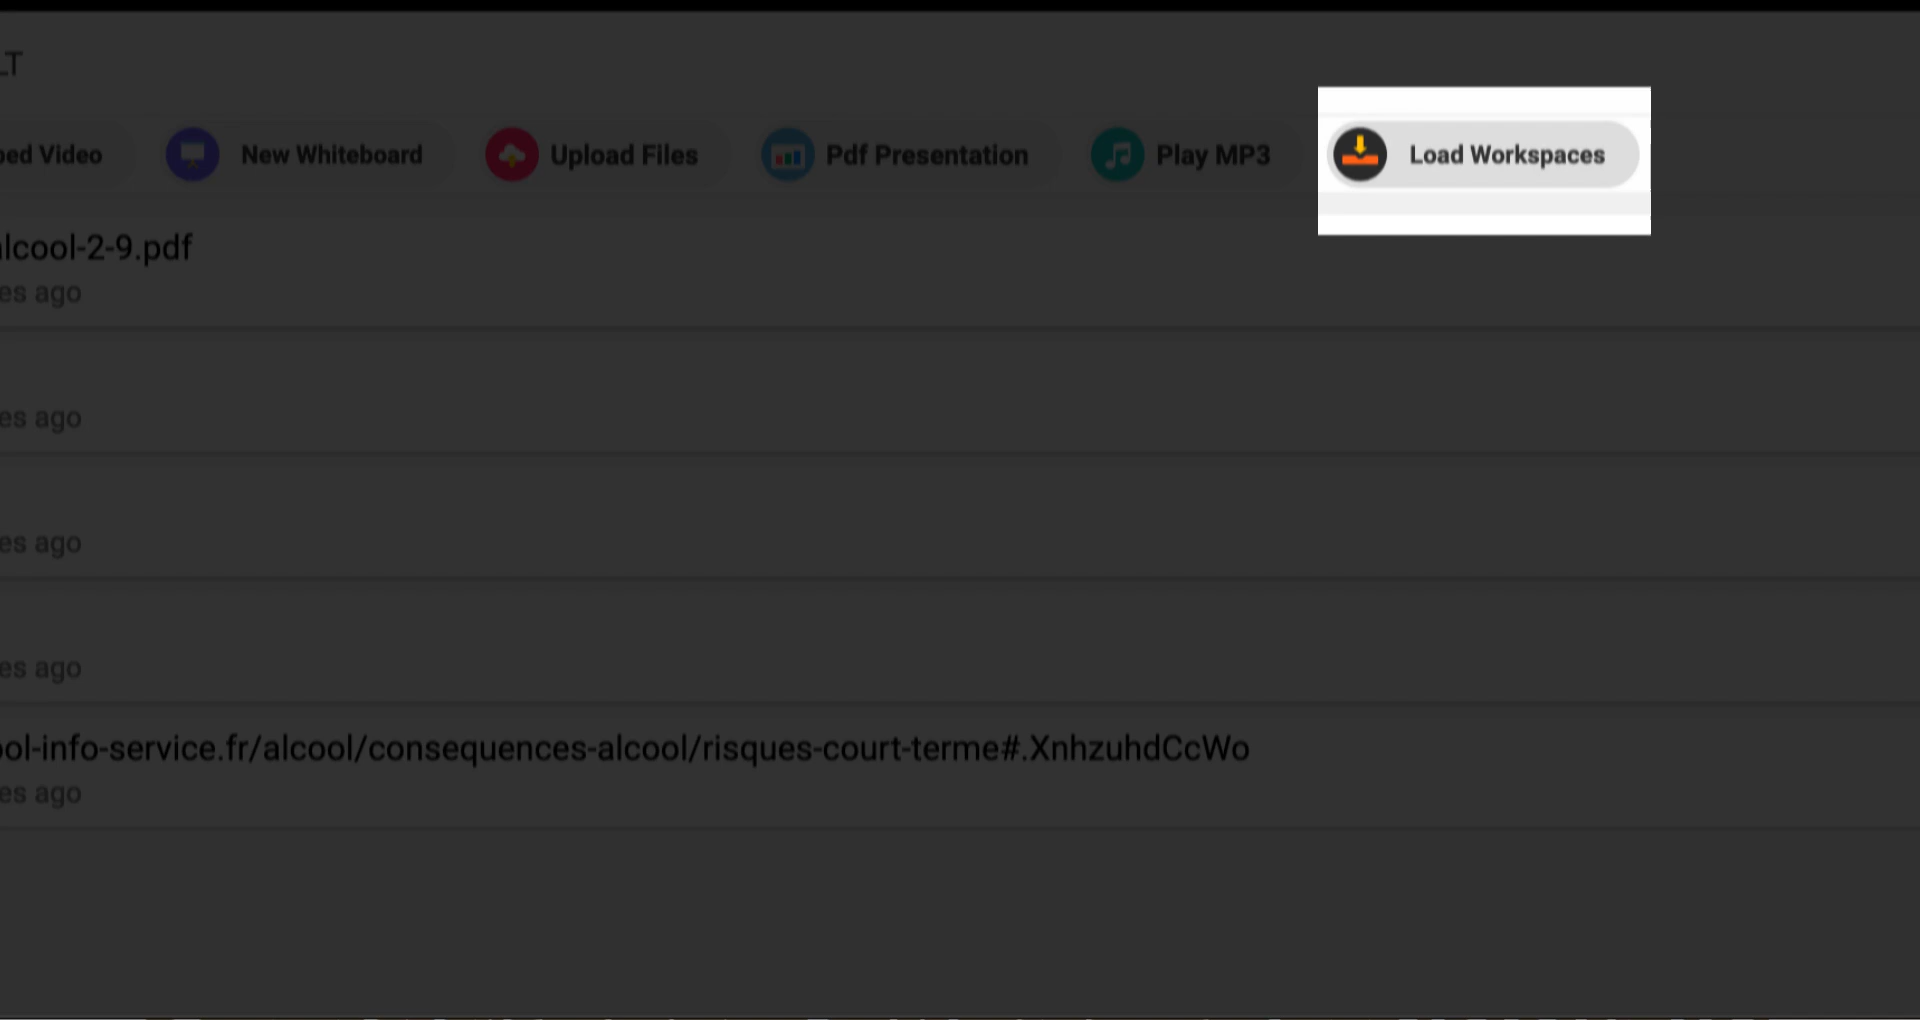 LT
ped Video New Whiteboard Upload Files Pdf Presentation Play MP3 Load Workspaces
lcool-2-9.pdf
es ago
es ago
es ago
es ago
ol-info-service.fr/alcool/consequences-alcool/risques-court-terme#.XnhzuhdCcWo
es ago